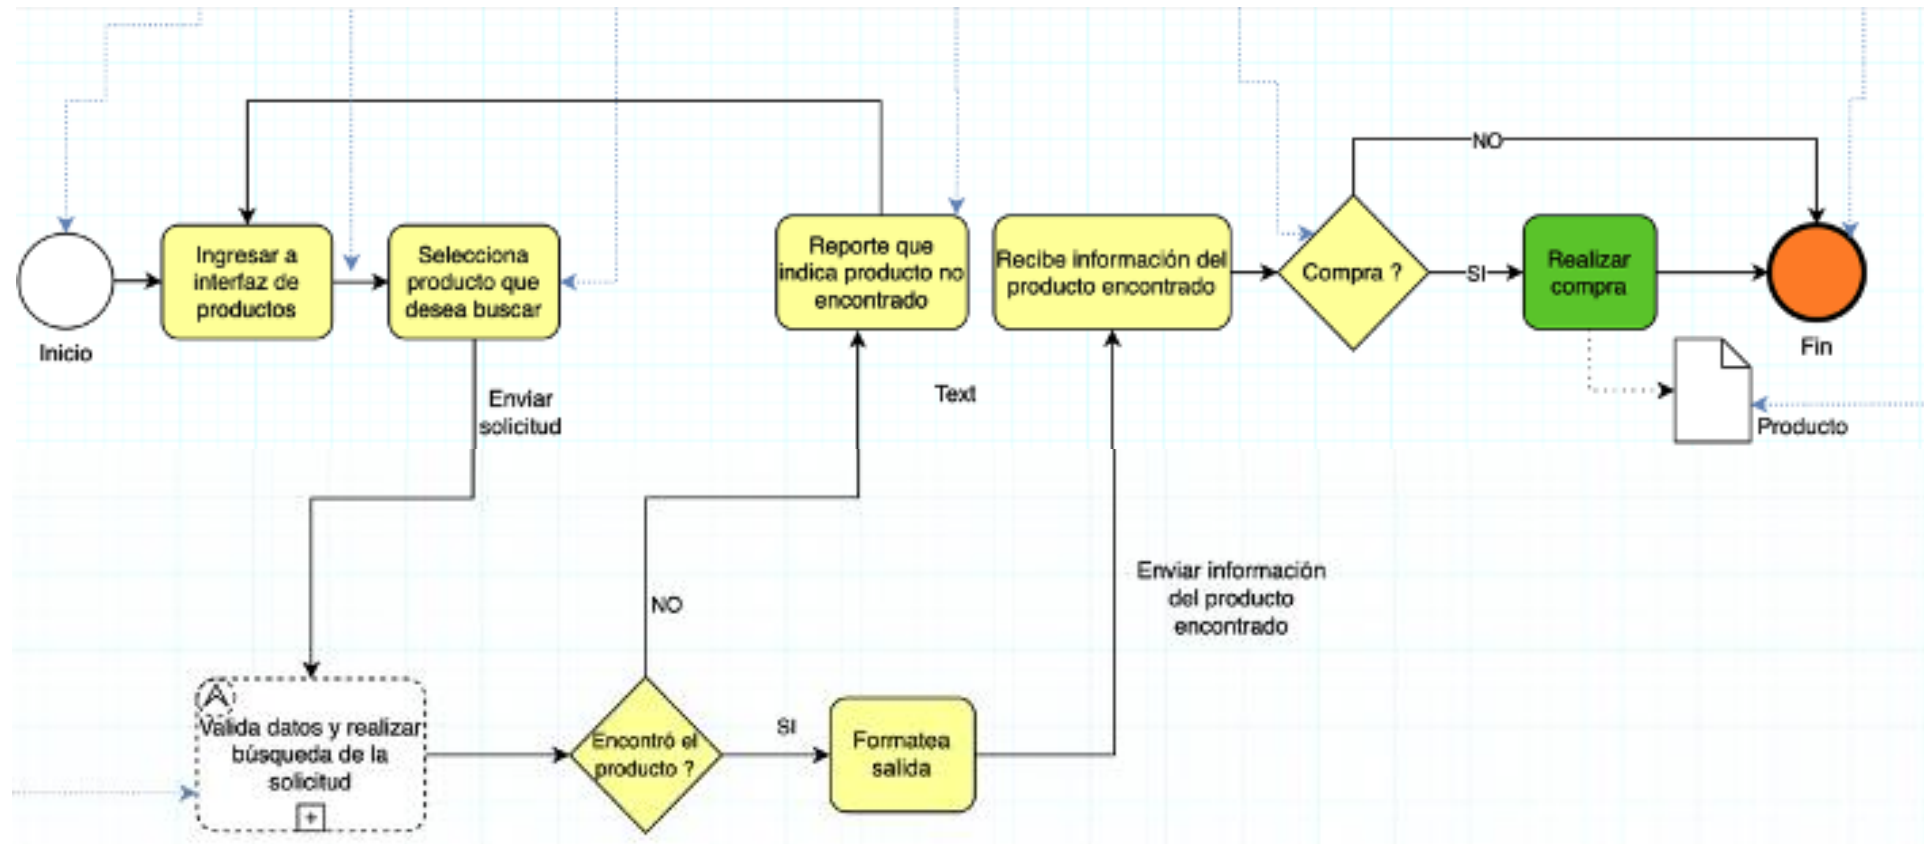 NO
Ingresar a
interfaz de
productos
Selecciona
producto que
desea buscar
Reporte que
indica producto no
encontrado
Recibe información del
producto encontrado
Compra ?
SI
Realizar
compra
Inicio
Fin
Enviar
solicitud
Text
Producto
Enviar información
del producto
encontrado
NO
Valida datos y realizar
búsqueda de la
solicitud
+
Encontró el
producto ?
SI
Formatea
salida